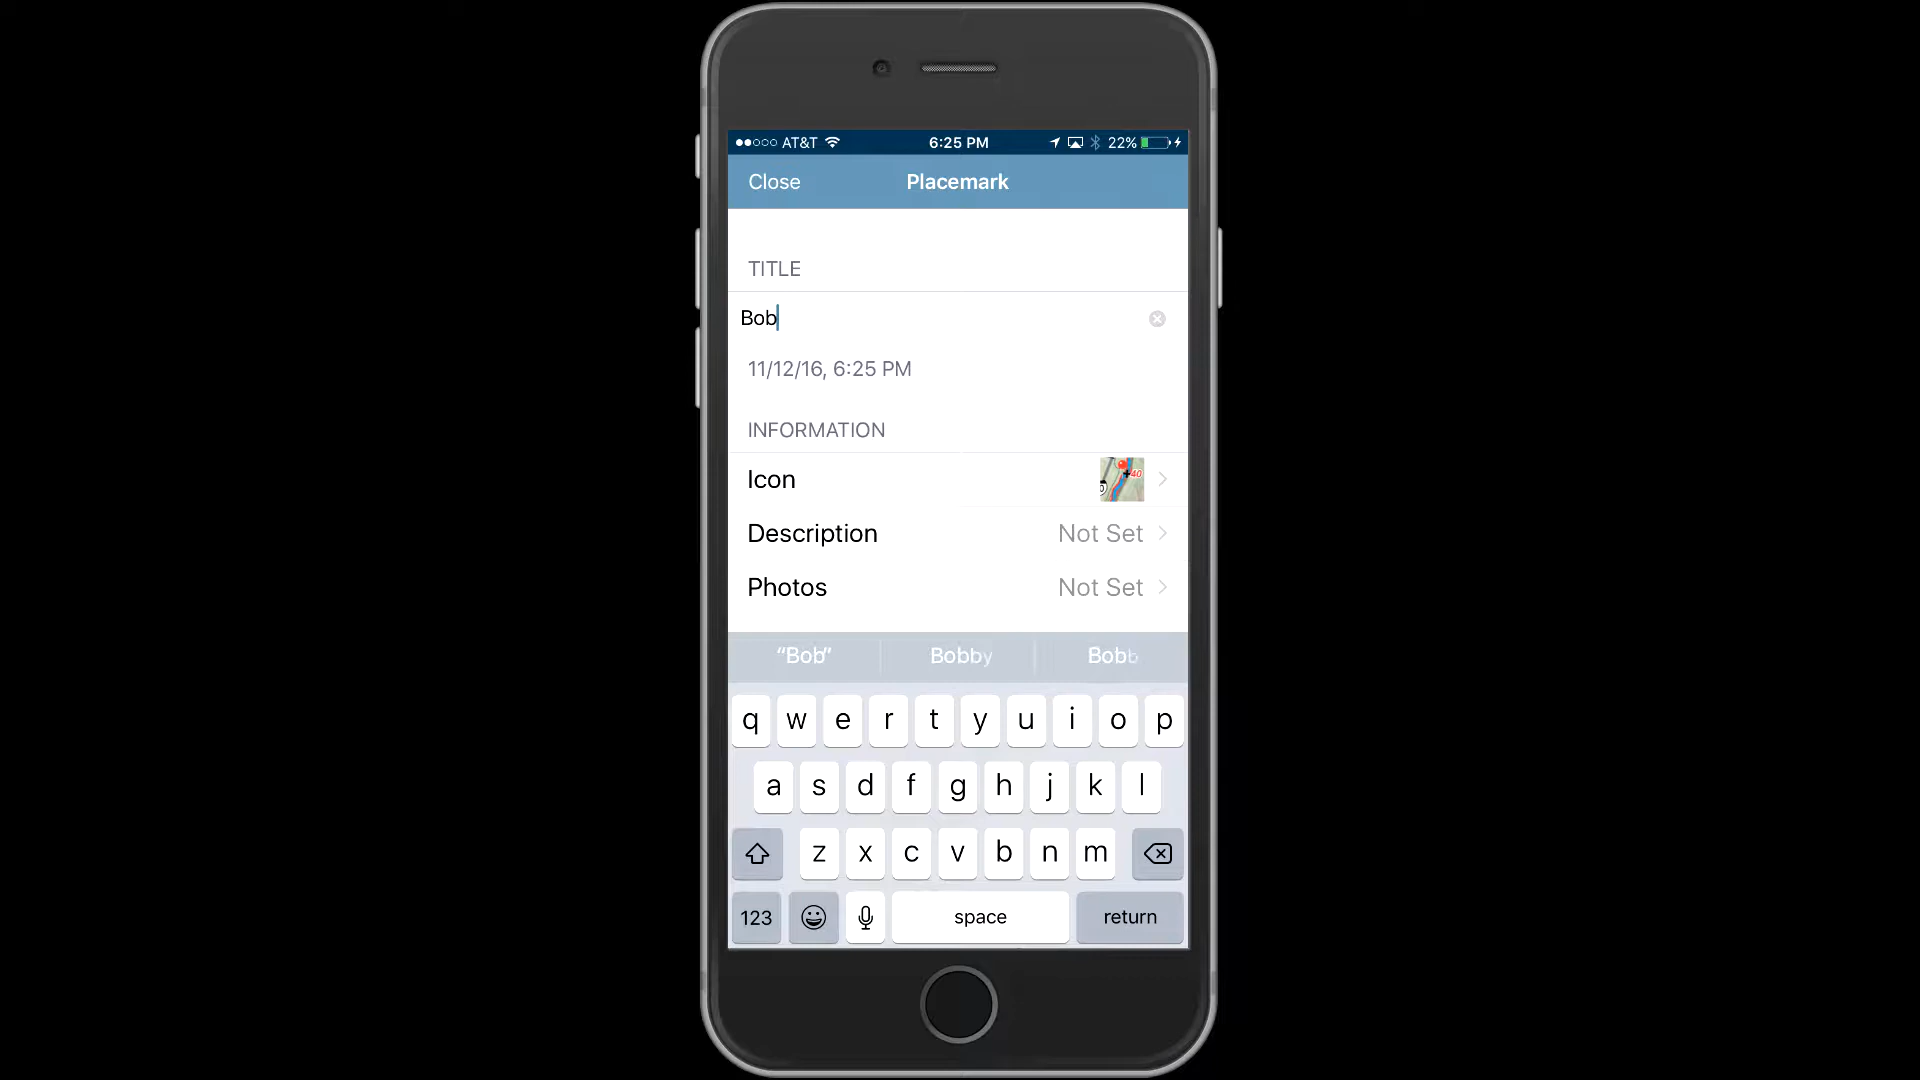 AT&T 6:25 PM 22%
Close Placemark
TITLE
Bob
11/12/16, 6:25 PM
INFORMATION
Icon 40
Description Not Set
Photos Not Set
“Bob” Bobby Bobb
q w e r t y u i o p
a s d f g h j k l
z x c v b n m
123 space return